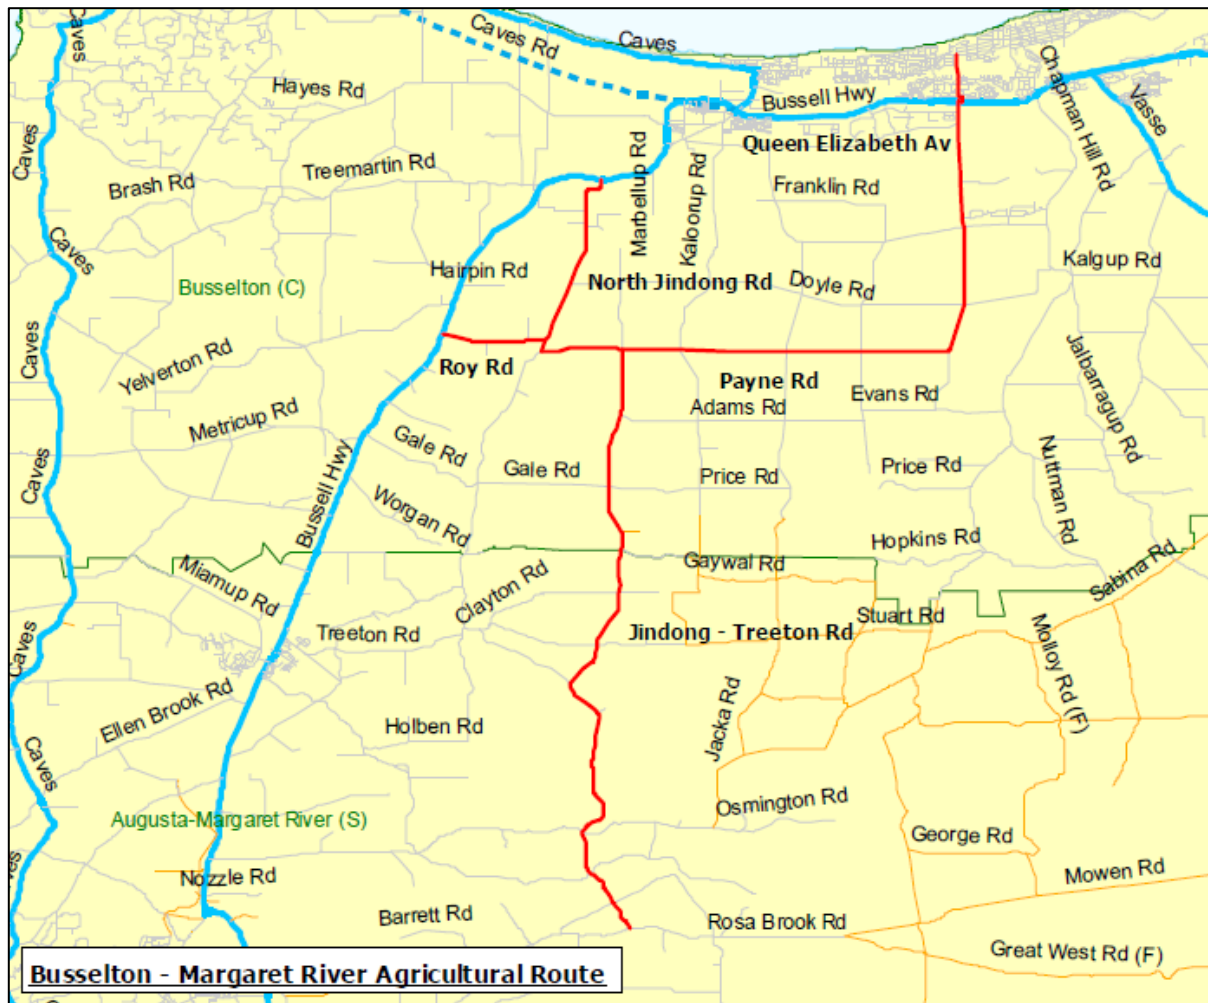 Caves
Caves Rd
Caves
Hayes Rd
Bussell Hwy
Chapman Hill Rd
Vasse
Caves
Treemartin Rd
Marbellup Rd
Queen Elizabeth Av
Brash Rd
Kaloorup Rd
Franklin Rd
Caves
Hairpin Rd
Kalgup Rd
Busselton (C)
North Jindong Rd
Doyle Rd
Caves
Yelverton Rd
Roy Rd
Payne Rd
Jalbarragup Rd
Evans Rd
Adams Rd
Metricup Rd
Gale Rd
Caves
Bussell Hwy
Gale Rd
Price Rd
Price Rd
Nuttman Rd
Worgan Rd
Hopkins Rd
Gaywal Rd
Sabina Rd
Miamup Rd
Clayton Rd
Stuart Rd
Caves
Treeton Rd
Jindong - Treeton Rd
Molloy Rd (F)
Ellen Brook Rd
Holben Rd
Jacka Rd
Caves
Osmington Rd
Augusta-Margaret River (S)
George Rd
Nozzle Rd
Mowen Rd
Barrett Rd
Rosa Brook Rd
Great West Rd (F)
Busselton - Margaret River Agricultural Route